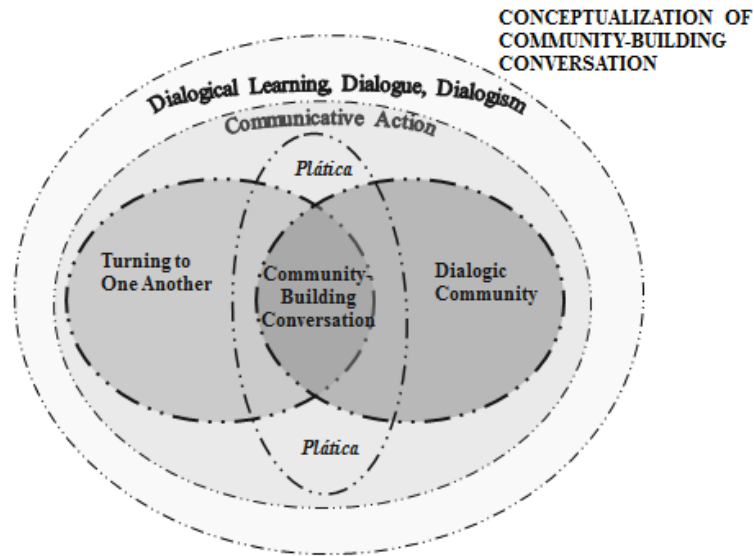 CONCEPTUALIZATION OF
COMMUNITY-BUILDING
CONVERSATION
Dialogical Learning, Dialogue, Dialogism
Communicative Action
Plática
Turning to
One Another
Community-
Building
Conversation
Dialogic
Community
Plática